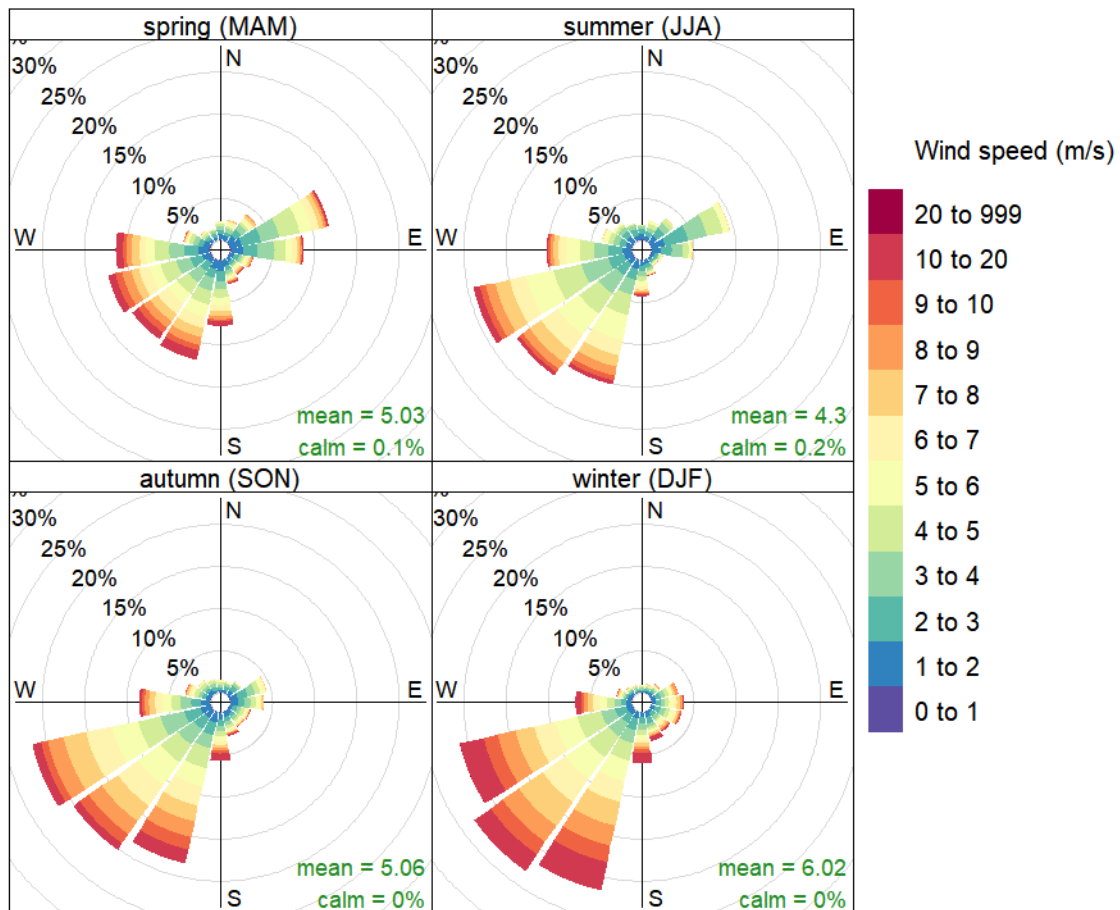 spring (MAM)
%
30%
25%
20%
15%
10%
5%
N
W
E
S
mean = 5.03
calm = 0.1%
summer (JJA)
%
30%
25%
20%
15%
10%
5%
N
W
E
S
mean = 4.3
calm = 0.2%
autumn (SON)
%
30%
25%
20%
15%
10%
5%
N
W
E
S
mean = 5.06
calm = 0%
winter (DJF)
%
30%
25%
20%
15%
10%
5%
N
W
E
S
mean = 6.02
calm = 0%
Wind speed (m/s)
20 to 999
10 to 20
9 to 10
8 to 9
7 to 8
6 to 7
5 to 6
4 to 5
3 to 4
2 to 3
1 to 2
0 to 1